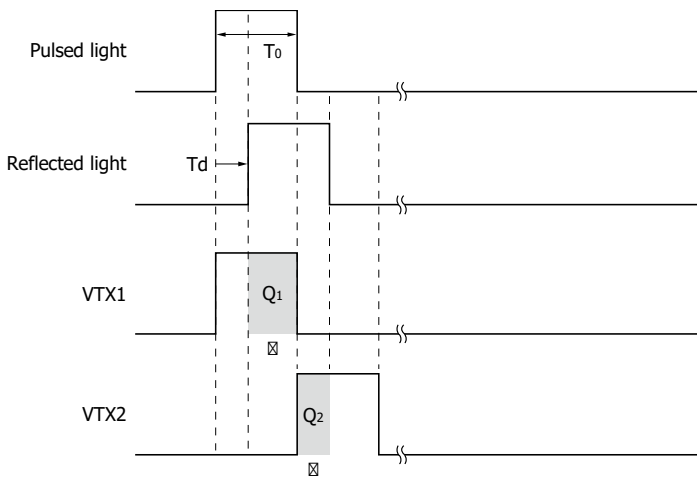 Pulsed light
T0
Reflected light
Td
VTX1
Q1
VTX2
Q2